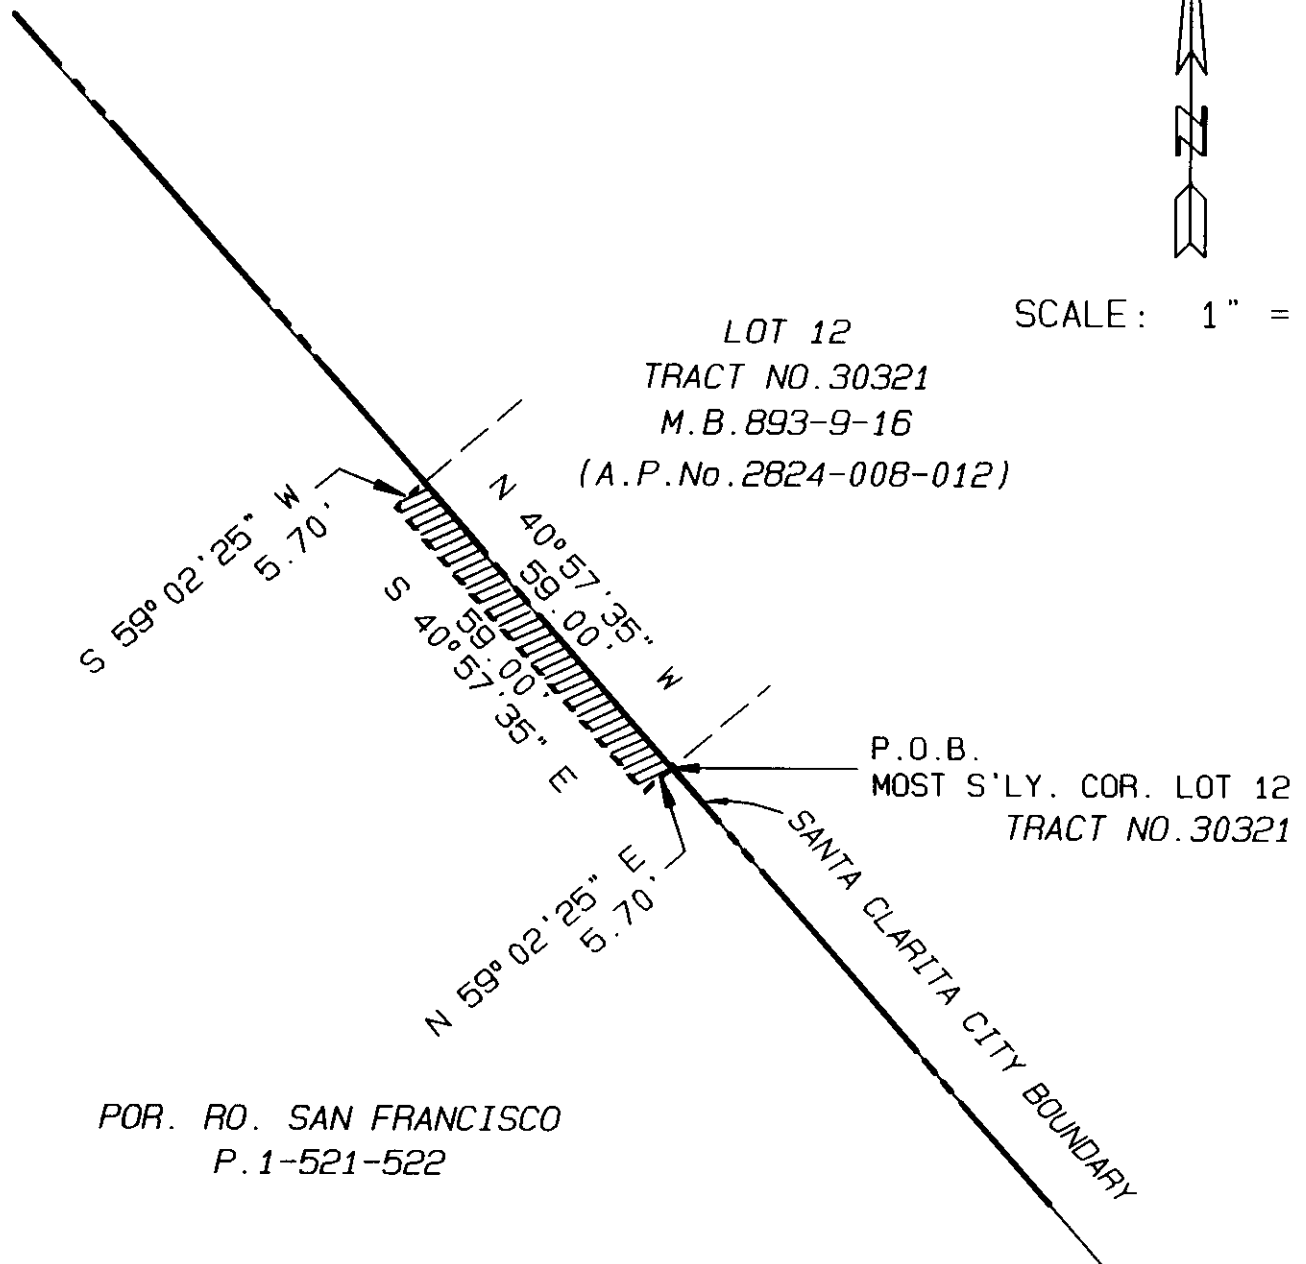 N
SCALE: 1" =
LOT 12
TRACT NO.30321
M.B.893-9-16
(A.P.No.2824-008-012)
S 59° 02'25" W
5.70'
N 40°57'35" W
59.00'
59.00'
S 40°57'35" E
P.O.B.
MOST S'LY. COR. LOT 12
TRACT NO.30321
N 59° 02'25" E
5.70'
SANTA CLARITA CITY BOUNDARY
POR. RO. SAN FRANCISCO
P.1-521-522